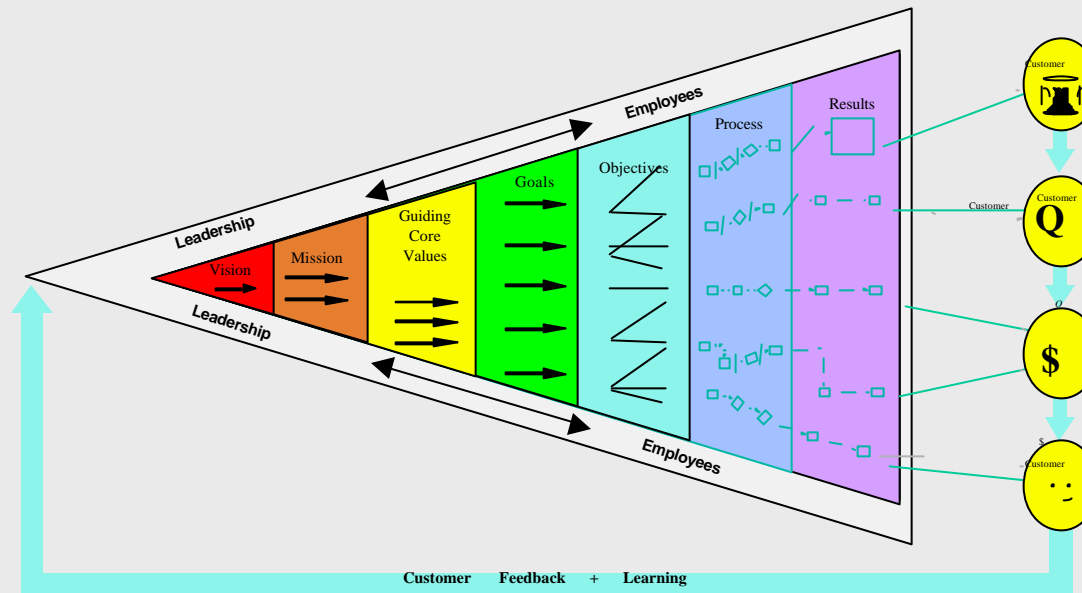 Employees
Leadership
Vision
Mission
Guiding
Core
Values
Goals
Objectives
Process
Results
Leadership
Employees
Customer
Customer
Customer
Q
Q
$
$
Customer
Customer Feedback + Learning